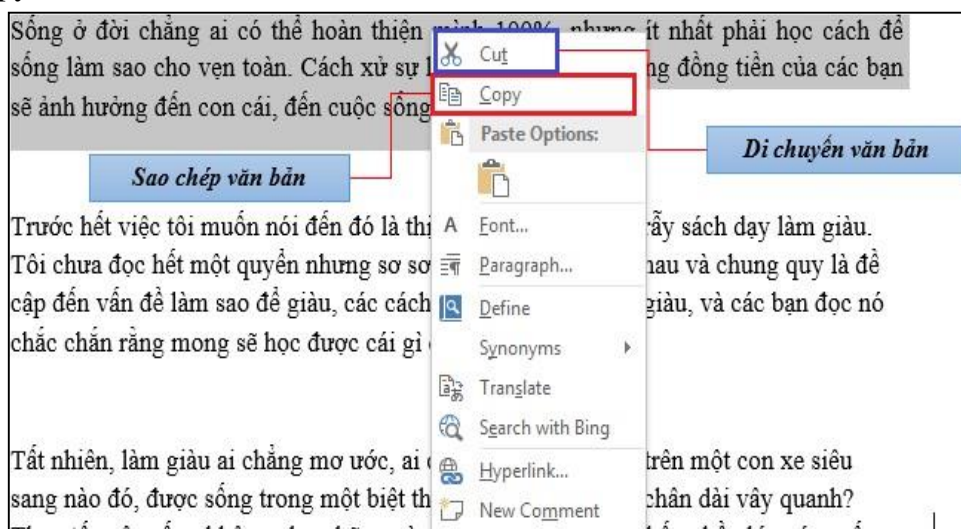 Sống ở đời chẳng ai có thể hoàn thiện mình 100%, nhưng ít nhất phải học cách để
sống làm sao cho vẹn toàn. Cách xử sự ng đồng tiền của các bạn
sẽ ảnh hưởng đến con cái, đến cuộc sống
Cut
Copy
Paste Options:
Di chuyển văn bản
Sao chép văn bản
Font...
Paragraph...
Define
Synonyms
Translate
Search with Bing
Hyperlink...
New Comment
Trước hết việc tôi muốn nói đến đó là rẫy sách dạy làm giàu.
Tôi chưa đọc hết một quyển nhưng sơ sơ và chung quy là đề
cập đến vấn đề làm sao để giàu, các cách giàu, và các bạn đọc nó
chắc chắn rằng mong sẽ học được cái gì
Tất nhiên, làm giàu ai chẳng mơ ước, ai trên một con xe siêu
sang nào đó, được sống trong một biệt chân dài vây quanh?